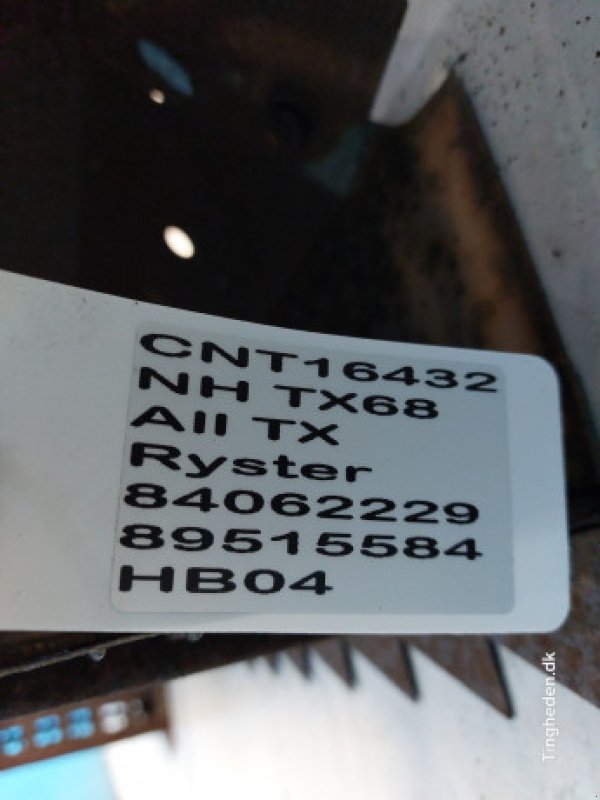 CNT16432
NH TX68
All TX
Ryster
84062229
89515584
HB04
Tingheden.dk